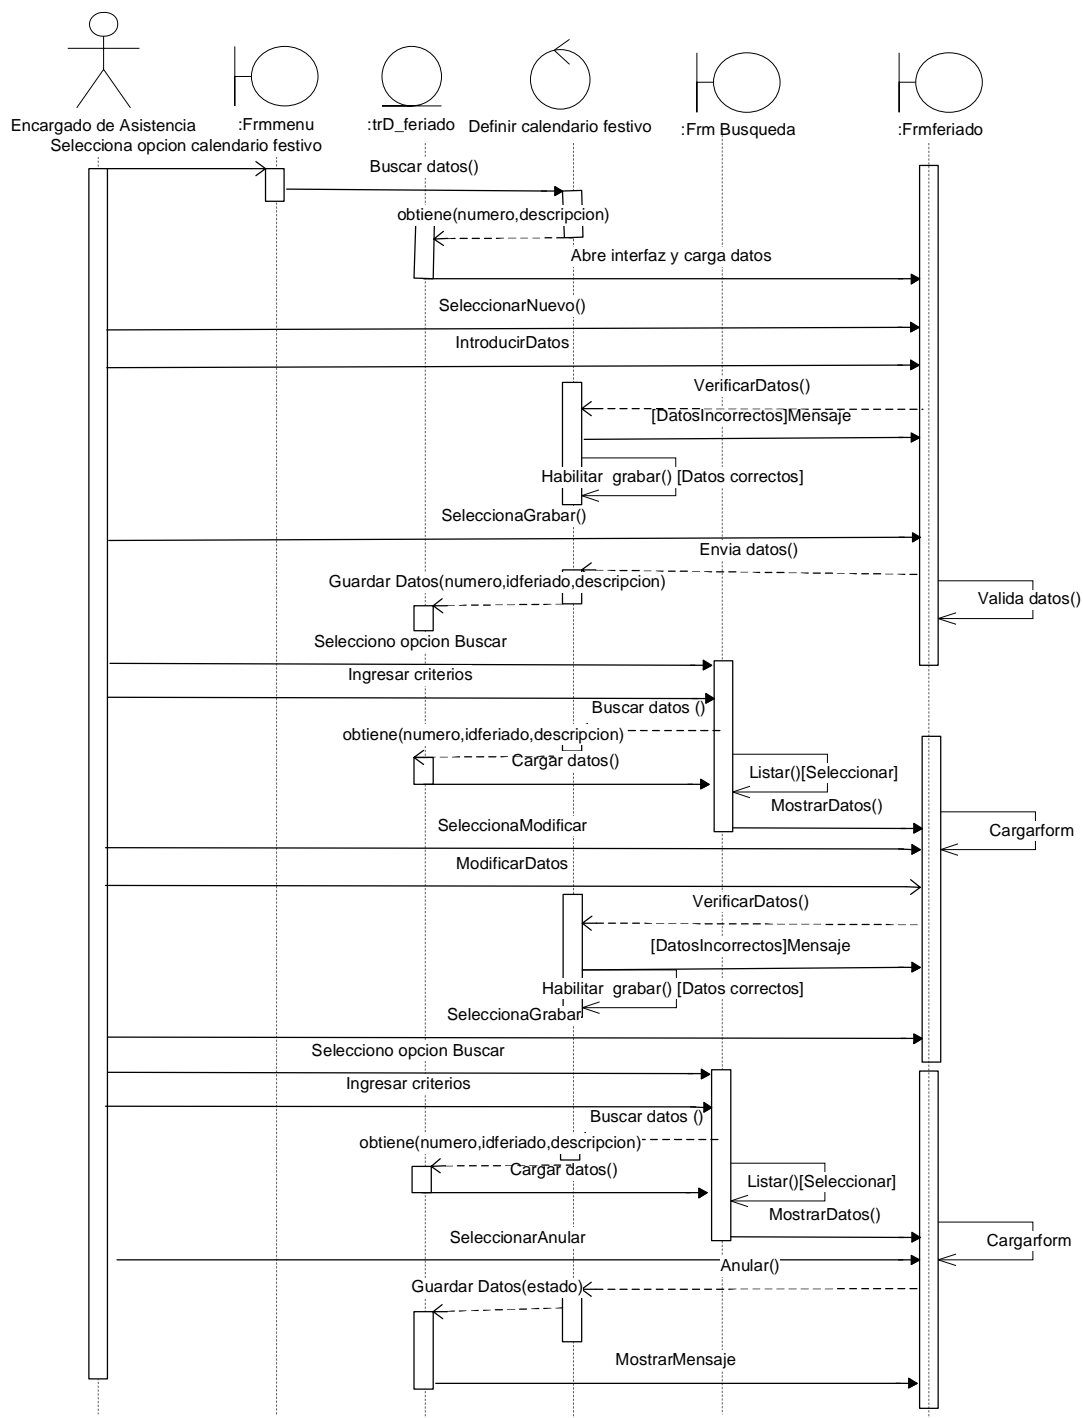 Encargado de Asistencia
:Frmmenu
:trD_feriado
Definir calendario festivo
:Frm Busqueda
:Frmferiado
Selecciona opcion calendario festivo
Buscar datos()
obtiene(numero,descripcion)
Abre interfaz y carga datos
SeleccionarNuevo()
IntroducirDatos
VerificarDatos()
[DatosIncorrectos]Mensaje
Habilitar grabar() [Datos correctos]
SeleccionaGrabar()
Envia datos()
Guardar Datos(numero,idferiado,descripcion)
Valida datos()
Selecciono opcion Buscar
Ingresar criterios
Buscar datos ()
obtiene(numero,idferiado,descripcion)
Cargar datos()
Listar()[Seleccionar]
MostrarDatos()
SeleccionaModificar
Cargarform
ModificarDatos
VerificarDatos()
[DatosIncorrectos]Mensaje
Habilitar grabar() [Datos correctos]
SeleccionaGrabar
Selecciono opcion Buscar
Ingresar criterios
Buscar datos ()
obtiene(numero,idferiado,descripcion)
Cargar datos()
Listar()[Seleccionar]
MostrarDatos()
SeleccionarAnular
Cargarform
Anular()
Guardar Datos(estado)
MostrarMensaje